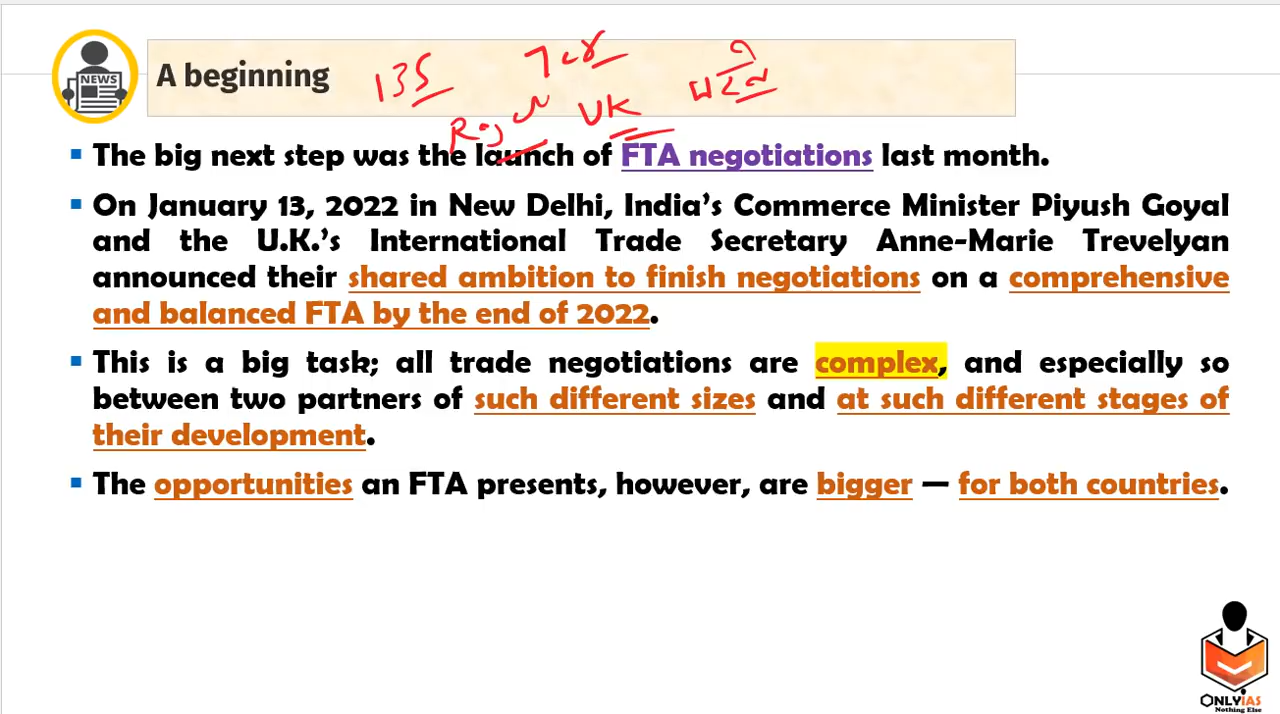 NEWS
A beginning
135
7 cr
UK
▪ The big next step was the launch of FTA negotiations last month.
▪ On January 13, 2022 in New Delhi, India's Commerce Minister Piyush Goyal
and the U.K.'s International Trade Secretary Anne-Marie Trevelyan
announced their shared ambition to finish negotiations on a comprehensive
and balanced FTA by the end of 2022.
▪ This is a big task; all trade negotiations are complex, and especially so
between two partners of such different sizes and at such different stages of
their development.
▪ The opportunities an FTA presents, however, are bigger — for both countries.
ONLYIAS
Nothing Else